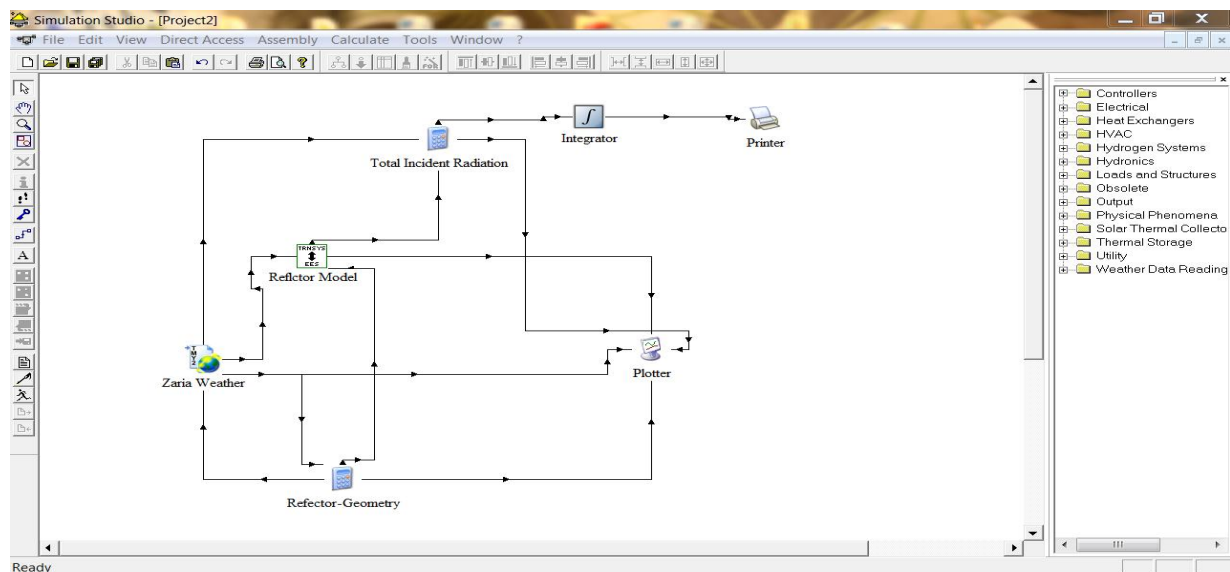 Simulation Studio - [Project2]
File Edit View Direct Access Assembly Calculate Tools Window ?
Controllers
Electrical
Heat Exchangers
HVAC
Hydrogen Systems
Hydronics
Loads and Structures
Obsolete
Output
Physical Phenomena
Solar Thermal Collecto
Thermal Storage
Utility
Weather Data Reading
Integrator
Printer
Total Incident Radiation
TRNSYS
EES
Reflctor Model
TMY2
Zaria Weather
Plotter
Refector-Geometry
Ready